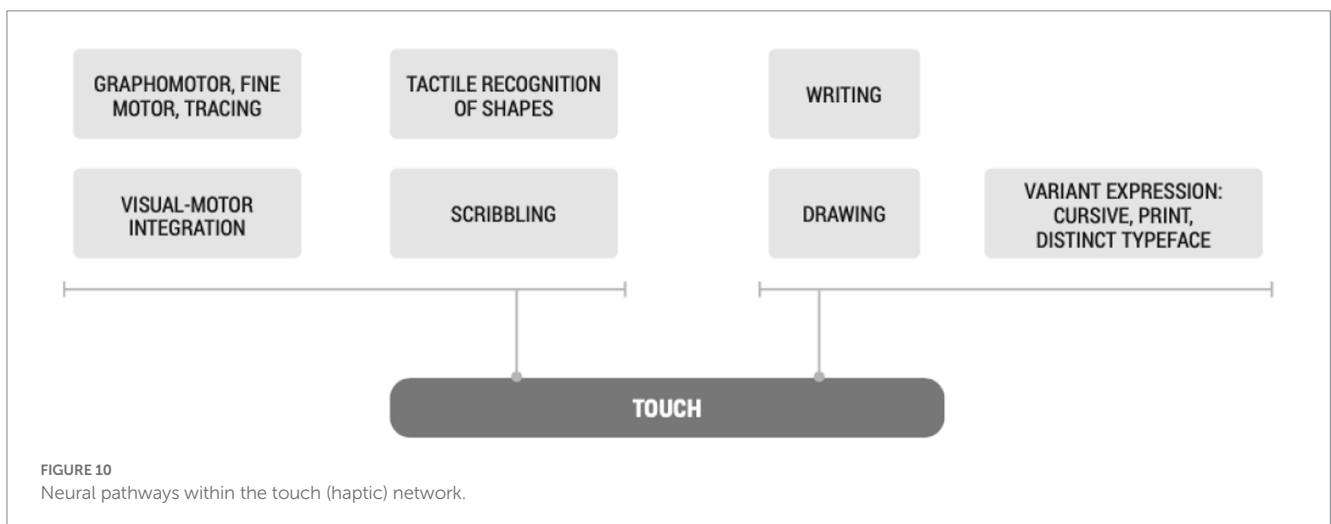 GRAPHOMOTOR, FINE
MOTOR, TRACING
TACTILE RECOGNITION
OF SHAPES
WRITING
VISUAL-MOTOR
INTEGRATION
SCRIBBLING
DRAWING
VARIANT EXPRESSION:
CURSIVE, PRINT,
DISTINCT TYPEFACE
TOUCH
FIGURE 10
Neural pathways within the touch (haptic) network.